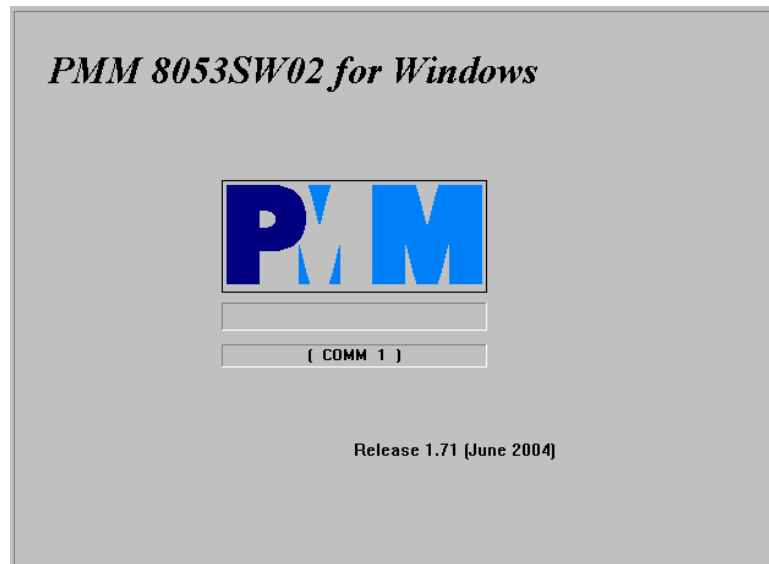 PMM 8053SW02 for Windows
PMM
( COMM 1 )
Release 1.71 (June 2004)